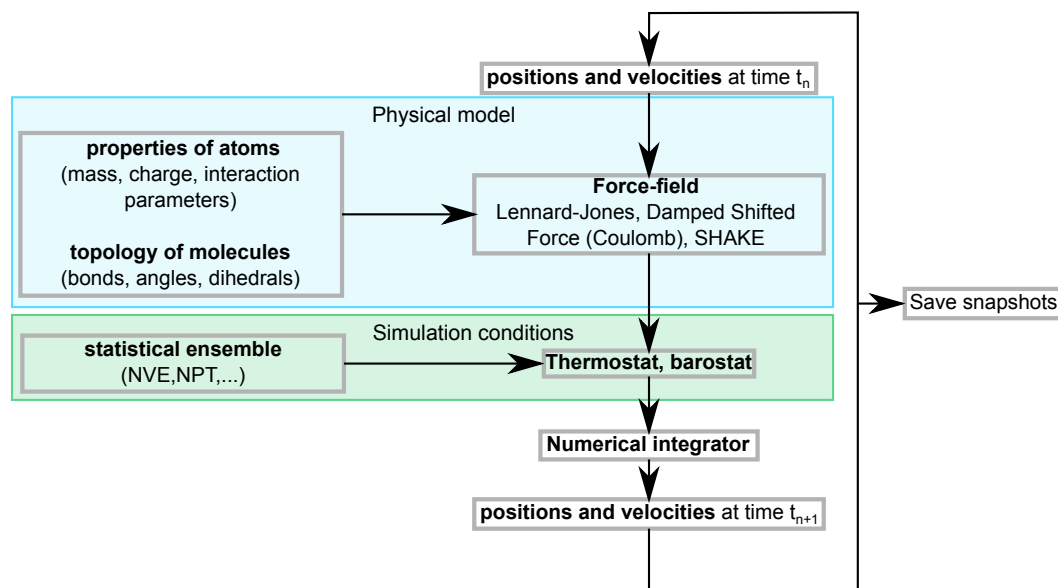 positions and velocities at time tn
Physical model
properties of atoms
(mass, charge, interaction
parameters)
topology of molecules
(bonds, angles, dihedrals)
Force-field
Lennard-Jones, Damped Shifted
Force (Coulomb), SHAKE
Save snapshots
Simulation conditions
statistical ensemble
(NVE,NPT,...)
Thermostat, barostat
Numerical integrator
positions and velocities at time tn+1